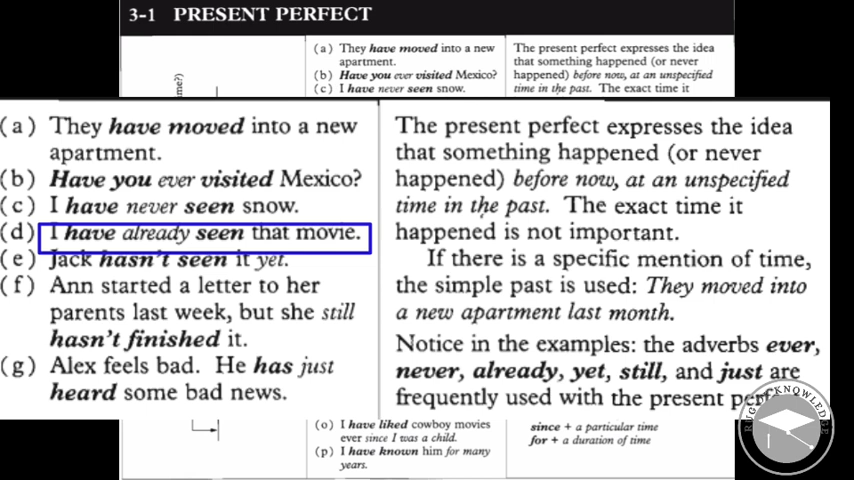 3-1 PRESENT PERFECT
(a) They have moved into a new
apartment.
(b) Have you ever visited Mexico?
(c) I have never seen snow.
The present perfect expresses the idea
that something happened (or never
happened) before now, at an unspecified
time in the past. The exact time it
(a) They have moved into a new
apartment.
(b) Have you ever visited Mexico?
(c) I have never seen snow.
(d) I have already seen that movie.
(e) Jack hasn't seen it yet.
(f) Ann started a letter to her
parents last week, but she still
hasn't finished it.
(g) Alex feels bad. He has just
heard some bad news.
The present perfect expresses the idea
that something happened (or never
happened) before now, at an unspecified
time in the past. The exact time it
happened is not important.
If there is a specific mention of time,
the simple past is used: They moved into
a new apartment last month.
Notice in the examples: the adverbs ever,
never, already, yet, still, and just are
frequently used with the present
(o) I have liked cowboy movies
ever since I was a child.
(p) I have known him for many
years.
since + a particular time
for + a duration of time